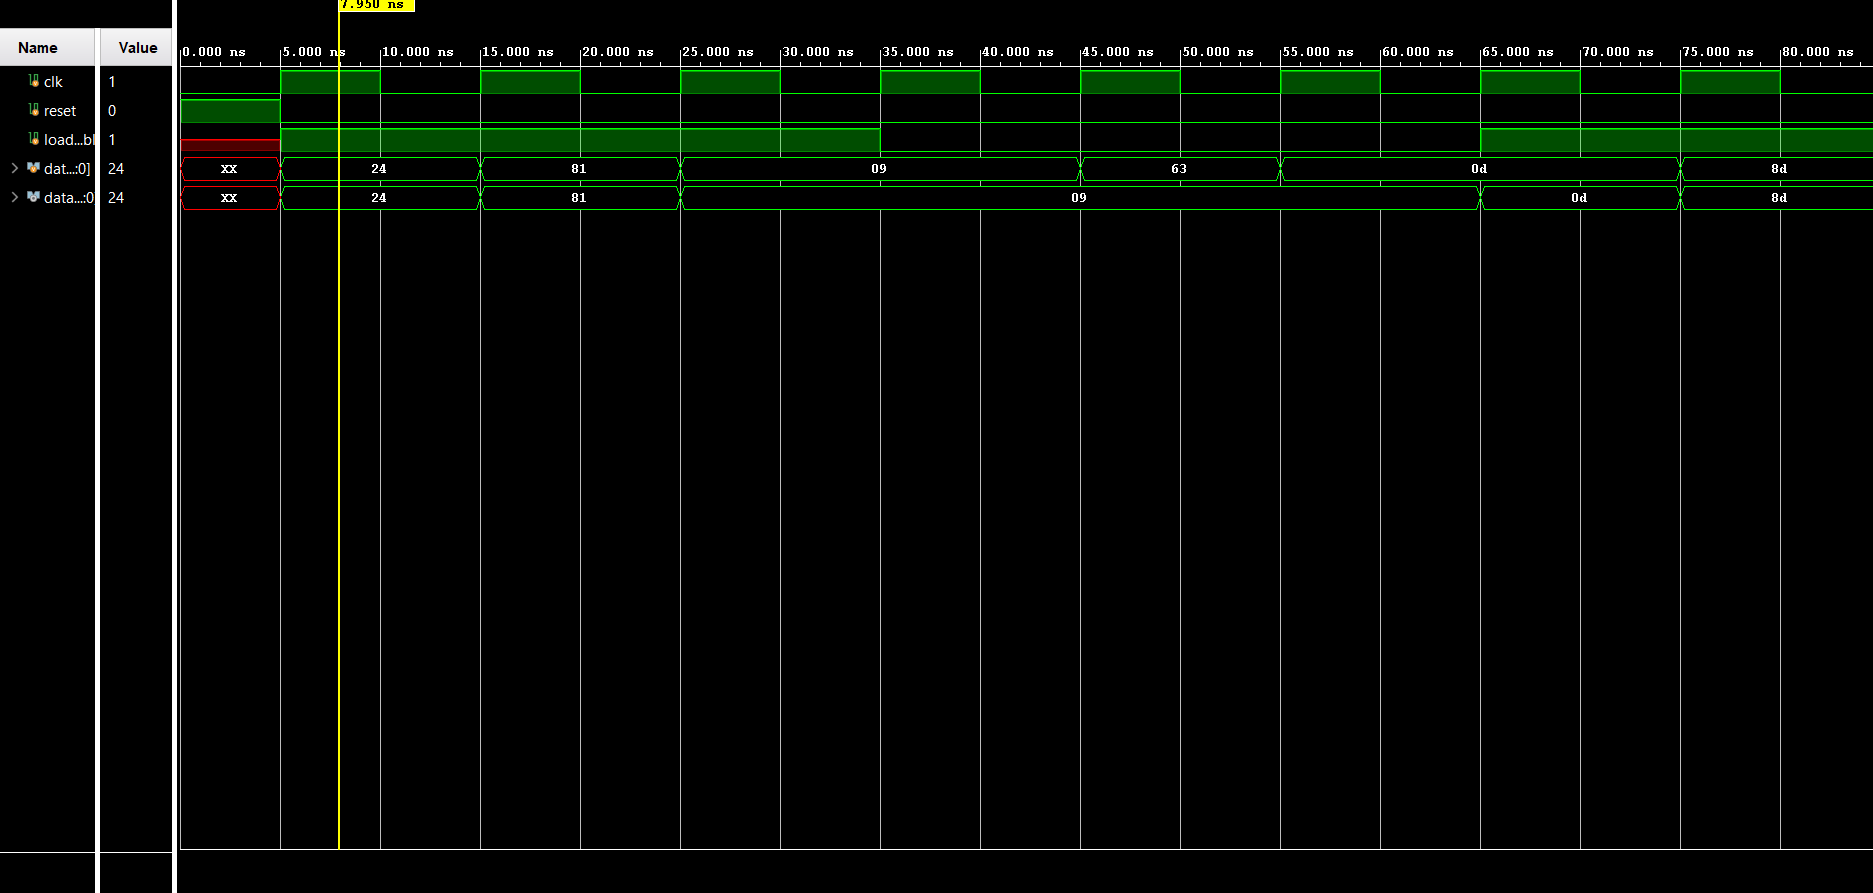 7.950 ns
Name Value
0.000 ns 5.000 ns 10.000 ns 15.000 ns 20.000 ns 25.000 ns 30.000 ns 35.000 ns 40.000 ns 45.000 ns 50.000 ns 55.000 ns 60.000 ns 65.000 ns 70.000 ns 75.000 ns 80.000 ns
clk 1
reset 0
load...bl 1
dat...:0] 24 XX 24 81 09 63 0d 8d
data...:0 24 XX 24 81 09 0d 8d